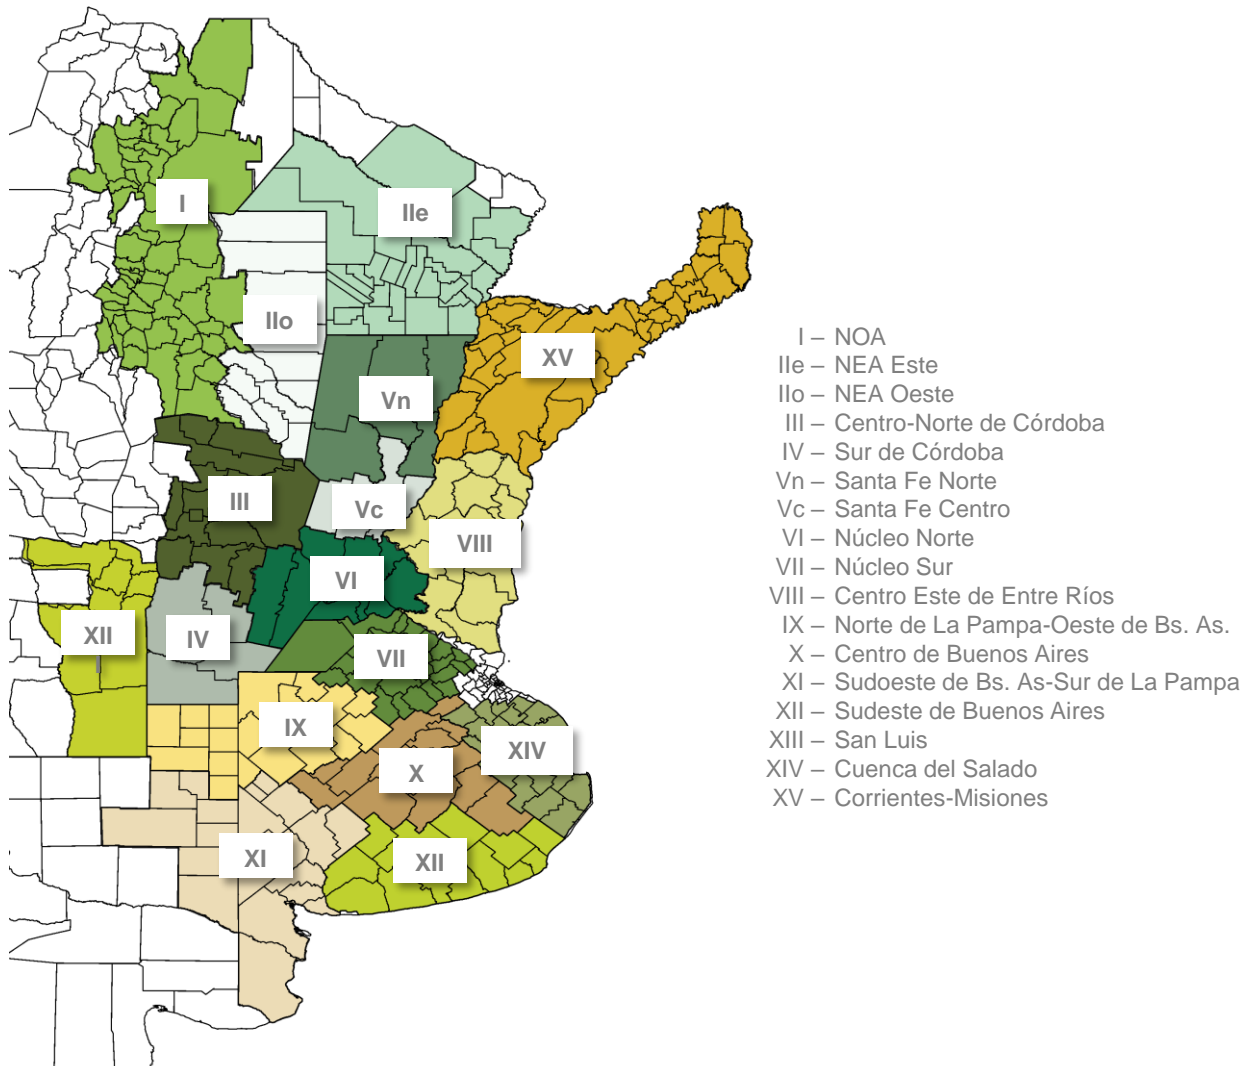 I
IIe
IIo
XV
Vn
III
Vc
VIII
VI
XII
I
IV
VII
IX
XIV
X
XI
XII
I – NOA
IIe – NEA Este
IIo – NEA Oeste
III – Centro-Norte de Córdoba
IV – Sur de Córdoba
Vn – Santa Fe Norte
Vc – Santa Fe Centro
VI – Núcleo Norte
VII – Núcleo Sur
VIII – Centro Este de Entre Ríos
IX – Norte de La Pampa-Oeste de Bs. As.
X – Centro de Buenos Aires
XI – Sudoeste de Bs. As-Sur de La Pampa
XII – Sudeste de Buenos Aires
XIII – San Luis
XIV – Cuenca del Salado
XV – Corrientes-Misiones